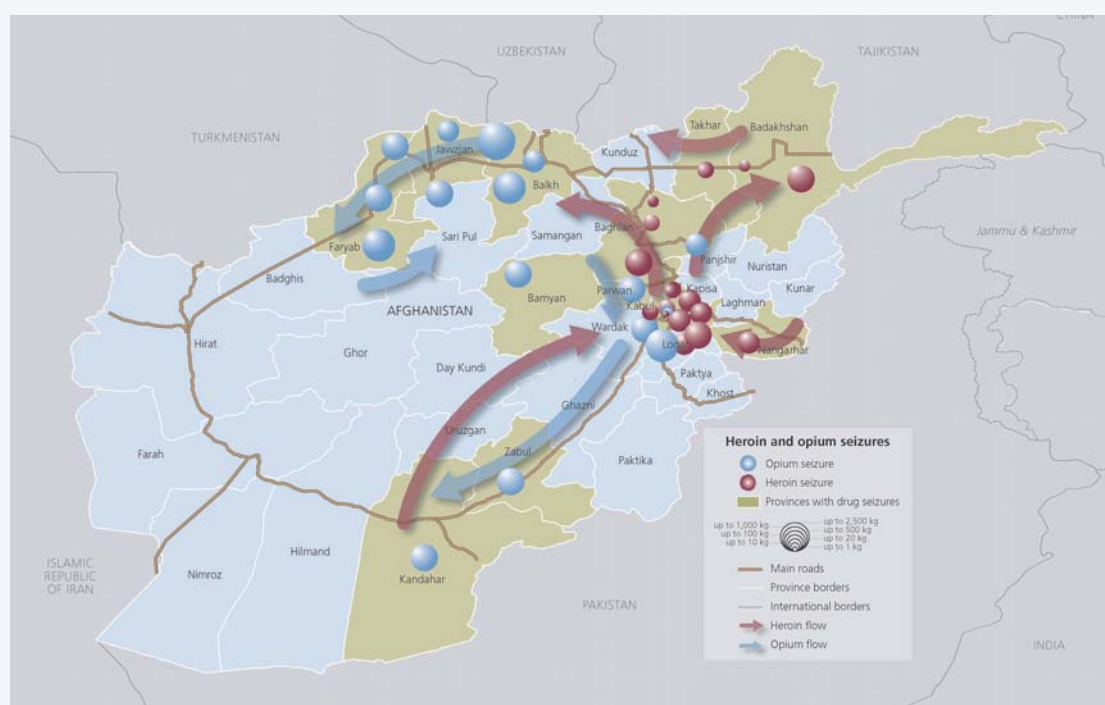 CHINA
UZBEKISTAN
TAJIKISTAN
TURKMENISTAN
Takhar
Badakhshan
Jawzjan
Kunduz
Balkh
Baghlan
Jammu & Kashmir
Sari Pul
Samangan
Faryab
Panjshir
Nuristan
Badghis
Bamyan
Parwan
Kapisa
Kunar
AFGHANISTAN
Kabul
Laghman
Wardak
Hirat
Logar
Nangarhar
Ghor
Day Kundi
Paktya
Khost
Ghazni
Uruzgan
Farah
Zabul
Paktika
Heroin and opium seizures
Opium seizure
Heroin seizure
Provinces with drug seizures
up to 1,000 kg
up to 100 kg
up to 10 kg
up to 2,500 kg
up to 500 kg
up to 20 kg
up to 1 kg
Main roads
Province borders
International borders
Heroin flow
Opium flow
ISLAMIC
REPUBLIC
OF IRAN
Nimroz
Hilmand
Kandahar
PAKISTAN
INDIA